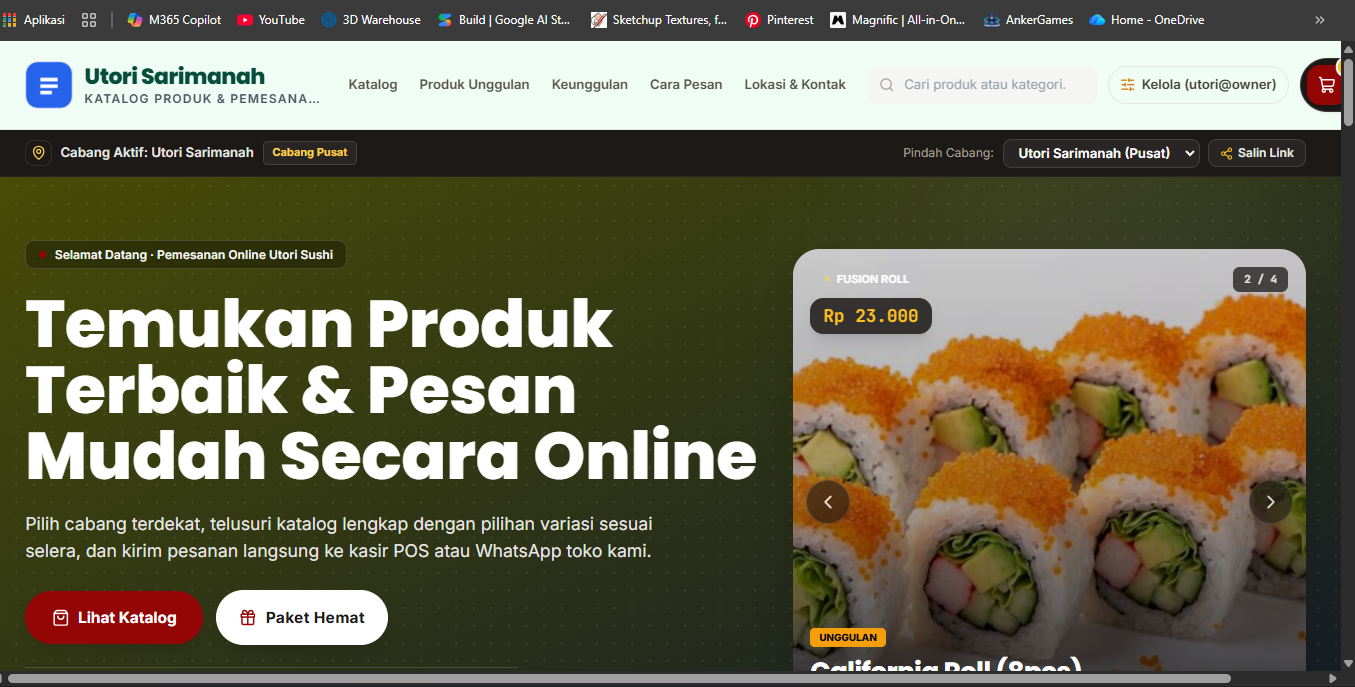 Aplikasi
M365 Copilot
YouTube
3D Warehouse
Build | Google AI St...
Sketchup Textures, f...
Pinterest
Magnific | All-in-On...
AnkerGames
Home - OneDrive
»
Utori Sarimanah
KATALOG PRODUK & PEMESANA...
Katalog
Produk Unggulan
Keunggulan
Cara Pesan
Lokasi & Kontak
Cari produk atau kategori.
Kelola (utori@owner)
Cabang Aktif: Utori Sarimanah
Cabang Pusat
Pindah Cabang:
Utori Sarimanah (Pusat)
Salin Link
Selamat Datang · Pemesanan Online Utori Sushi
Temukan Produk
Terbaik & Pesan
Mudah Secara Online
Pilih cabang terdekat, telusuri katalog lengkap dengan pilihan variasi sesuai
selera, dan kirim pesanan langsung ke kasir POS atau WhatsApp toko kami.
Lihat Katalog
Paket Hemat
FUSION ROLL
2 / 4
Rp 23.000
UNGGULAN
California Roll (8pcs)